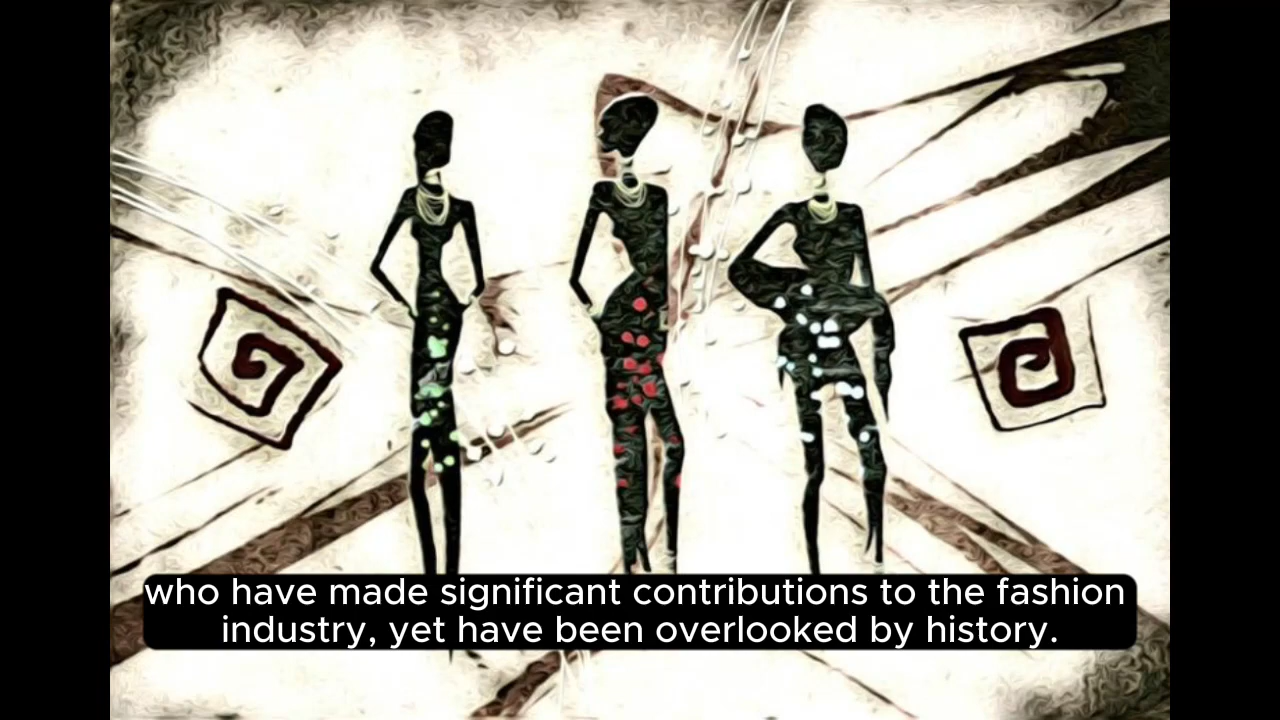 who have made significant contributions to the fashion
industry, yet have been overlooked by history.